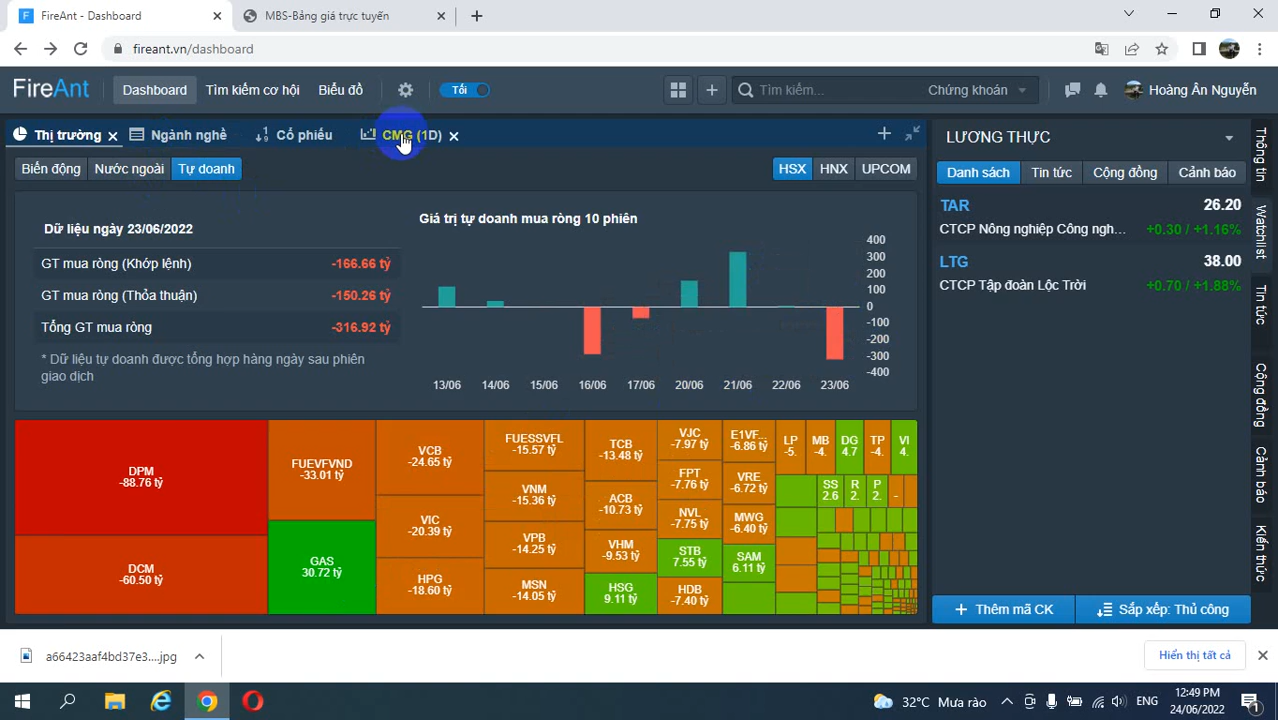 FireAnt - Dashboard
MBS-Bảng giá trực tuyến
fireant.vn/dashboard
FireAnt
Dashboard
Tìm kiếm cơ hội
Biểu đồ
Tối
Tìm kiếm...
Chứng khoán
Hoàng Ân Nguyễn
Thị trường
Ngành nghề
Cổ phiếu
CMG (1D)
Biến động
Nước ngoài
Tự doanh
HSX
HNX
UPCOM
Dữ liệu ngày 23/06/2022
GT mua ròng (Khớp lệnh) -166.66 tỷ
GT mua ròng (Thỏa thuận) -150.26 tỷ
Tổng GT mua ròng -316.92 tỷ
* Dữ liệu tự doanh được tổng hợp hàng ngày sau phiên
giao dịch
Giá trị tự doanh mua ròng 10 phiên
400
300
200
100
0
-100
-200
-300
-400
13/06 14/06 15/06 16/06 17/06 20/06 21/06 22/06 23/06
DPM
-88.76 tỷ
DCM
-60.50 tỷ
FUEVFVND
-33.01 tỷ
GAS
30.72 tỷ
VCB
-24.65 tỷ
VIC
-20.39 tỷ
HPG
-18.60 tỷ
FUESSVFL
-15.57 tỷ
VNM
-15.36 tỷ
VPB
-14.25 tỷ
MSN
-14.05 tỷ
TCB
-13.48 tỷ
ACB
-10.73 tỷ
VHM
-9.53 tỷ
HSG
9.11 tỷ
VJC
-7.97 tỷ
FPT
-7.76 tỷ
NVL
-7.75 tỷ
STB
7.55 tỷ
HDB
-7.40 tỷ
E1VF...
-6.86 tỷ
VRE
-6.72 tỷ
MWG
-6.40 tỷ
SAM
6.11 tỷ
LP
-5.
MB
-4.
DG
4.7
TP
-4.
VI
4.
SS
2.6
R
2.
P
2.
-
LƯƠNG THỰC
Danh sách
Tin tức
Cộng đồng
Cảnh báo
TAR 26.20
CTCP Nông nghiệp Công ngh... +0.30 / +1.16%
LTG 38.00
CTCP Tập đoàn Lộc Trời +0.70 / +1.88%
Thêm mã CK
Sắp xếp: Thủ công
Thông tin
Watchlist
Tin tức
Cộng đồng
Cảnh báo
Kiến thức
a66423aaf4bd37e3....jpg
Hiển thị tất cả
32°C Mưa rào
ENG
12:49 PM
24/06/2022
1